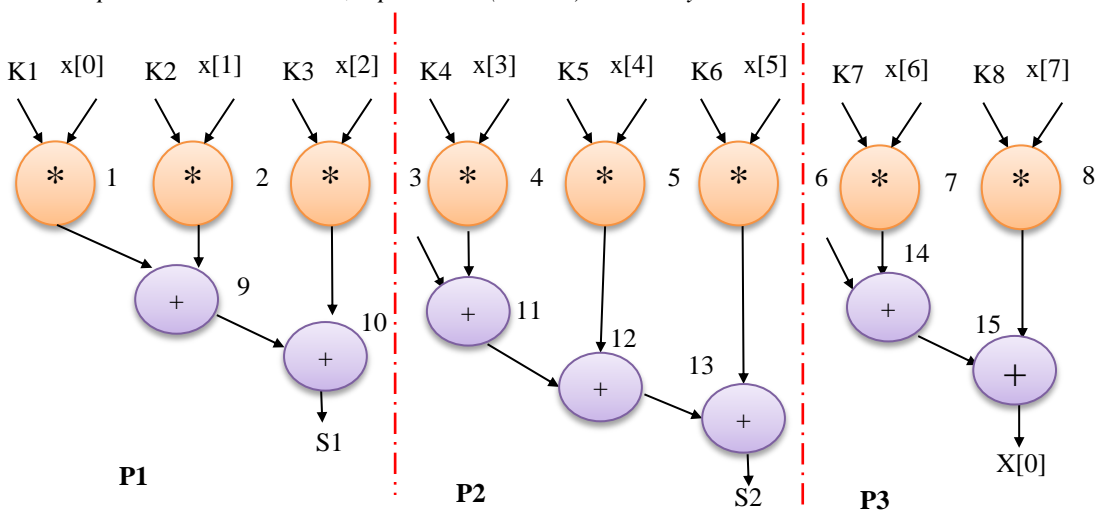 K1 x[0] K2 x[1] K3 x[2] K4 x[3] K5 x[4] K6 x[5] K7 x[6] K8 x[7]
* 1 * 2 * 3 * 4 * 5 * 6 * 7 * 8
+ 9 + 10 + 11 + 12 + 13 + 14 + 15
S1 S2 X[0]
P1 P2 P3